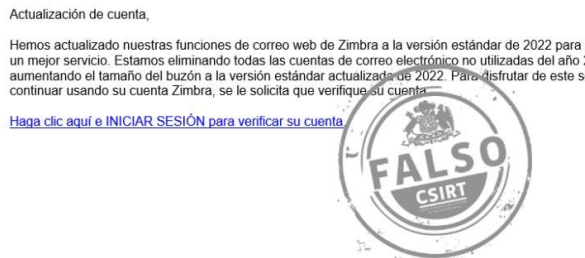 Actualización de cuenta,
Hemos actualizado nuestras funciones de correo web de Zimbra a la versión estándar de 2022 para
un mejor servicio. Estamos eliminando todas las cuentas de correo electrónico no utilizadas del año
aumentando el tamaño del buzón a la versión estándar actualizada de 2022. Para disfrutar de este
continuar usando su cuenta Zimbra, se le solicita que verifique su cuenta.
Haga clic aquí e INICIAR SESIÓN para verificar su cuenta.
FALSO
CSIRT